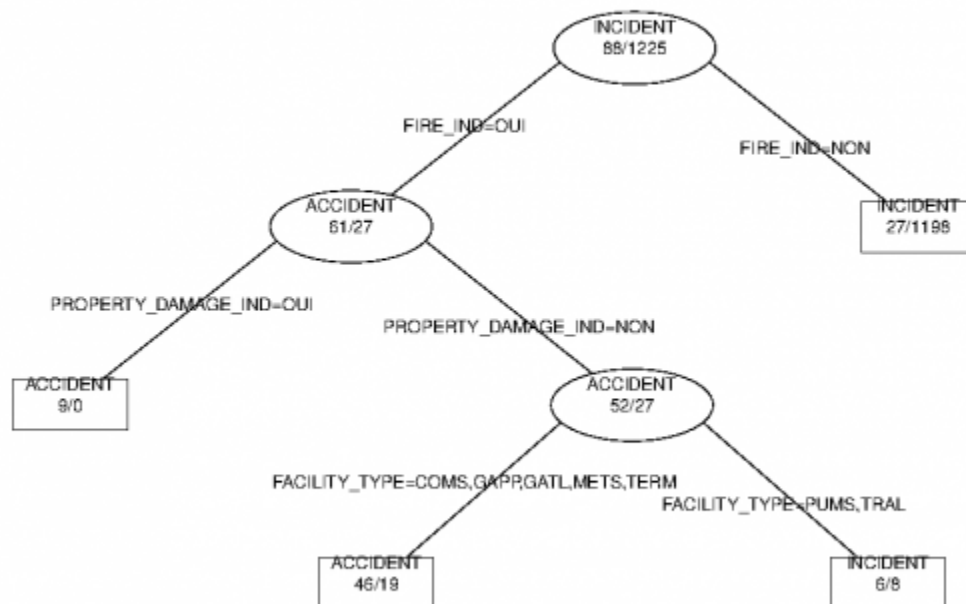 INCIDENT
88/1225
FIRE_IND=OUI
FIRE_IND=NON
ACCIDENT
61/27
INCIDENT
27/1198
PROPERTY_DAMAGE_IND=OUI
PROPERTY_DAMAGE_IND=NON
ACCIDENT
9/0
ACCIDENT
52/27
FACILITY_TYPE=COMS,GAPP,GATL,METS,TERM
FACILITY_TYPE=PUMS,TRAL
ACCIDENT
46/19
INCIDENT
6/8